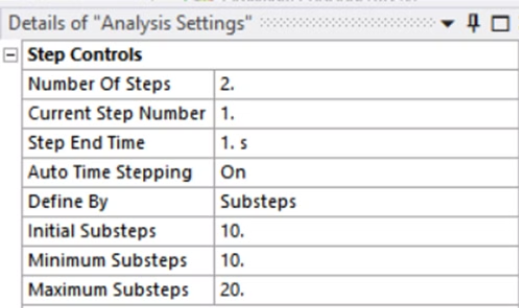 Details of "Analysis Settings"
Step Controls
Number Of Steps 2.
Current Step Number 1.
Step End Time 1. s
Auto Time Stepping On
Define By Substeps
Initial Substeps 10.
Minimum Substeps 10.
Maximum Substeps 20.